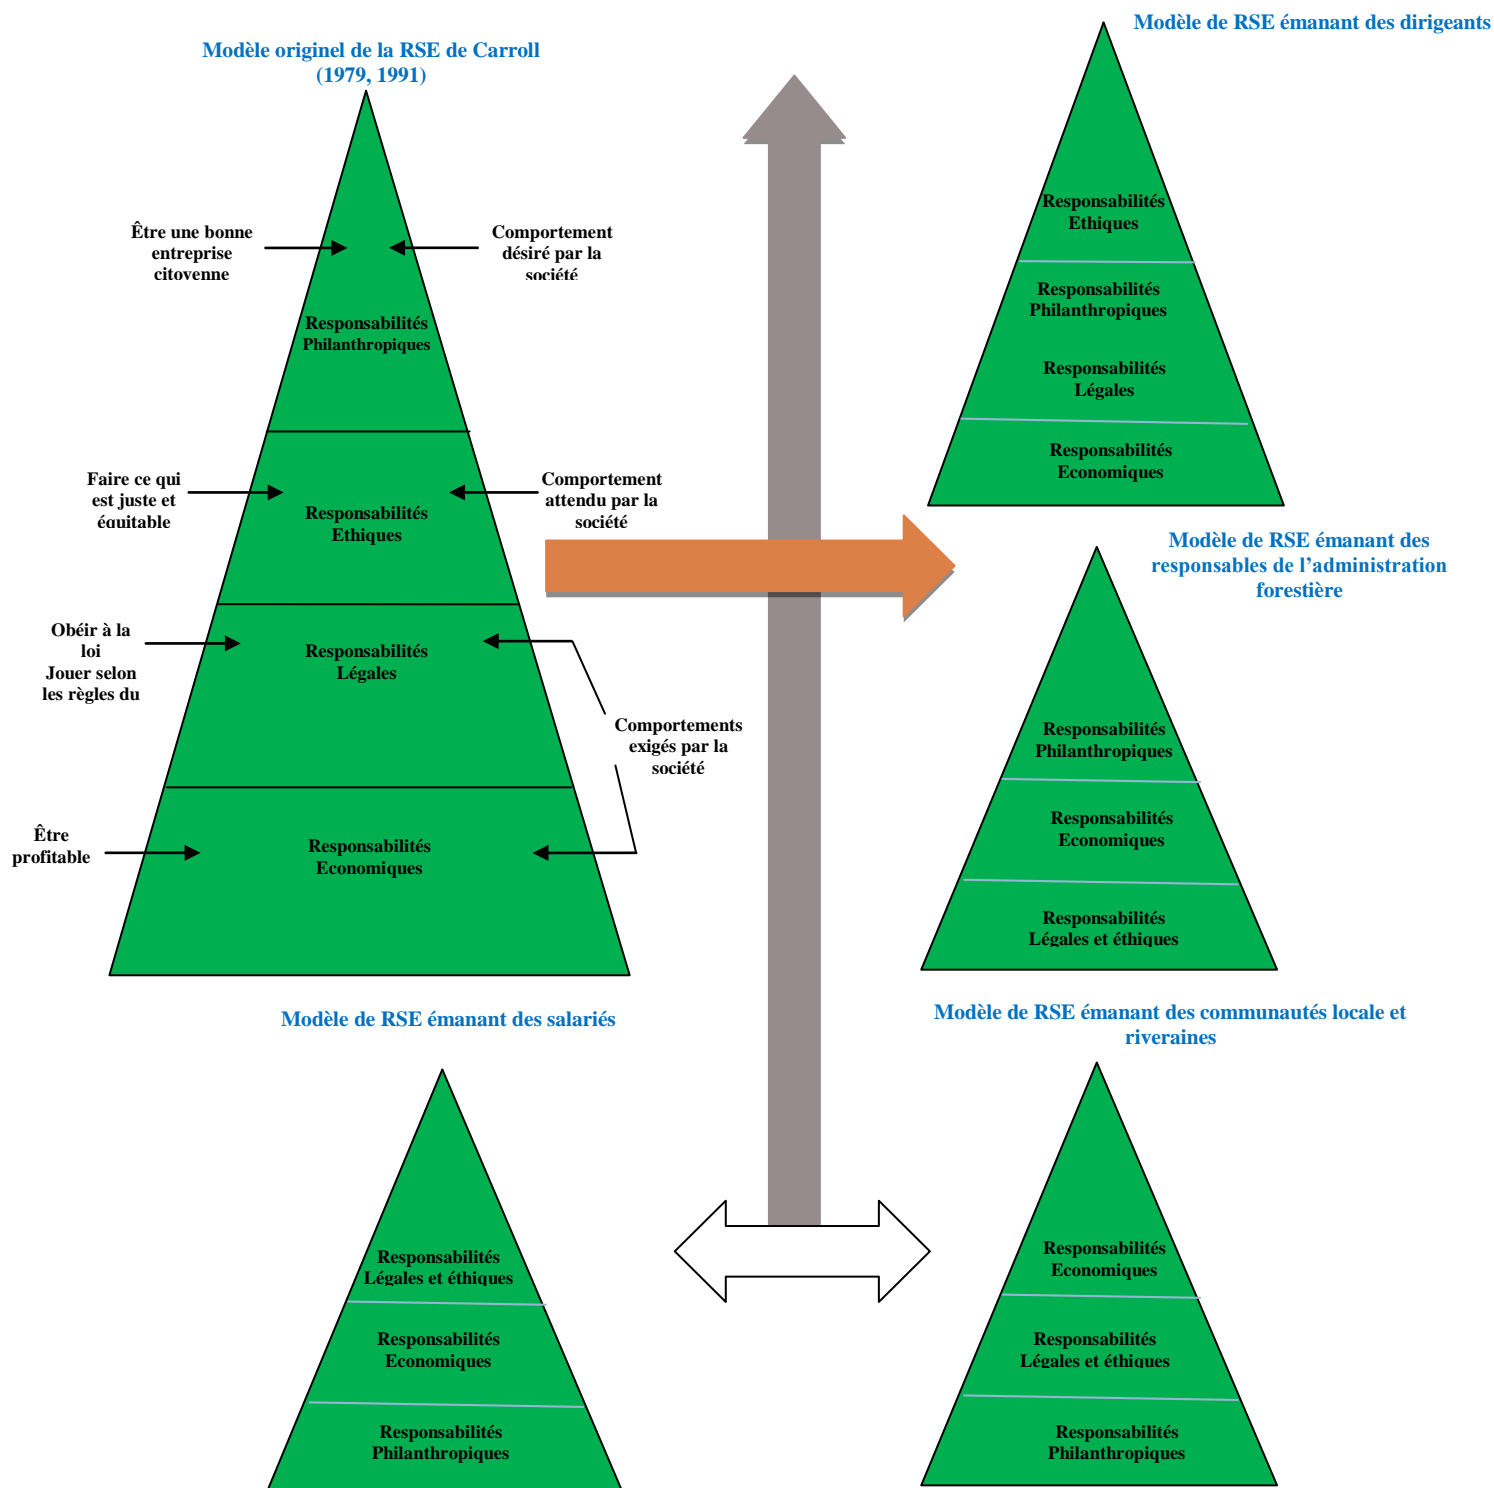 Modèle originel de la RSE de Carroll
(1979, 1991)
Être une bonne
entreprise
citoyenne
Comportement
désiré par la
société
Responsabilités
Philanthropiques
Faire ce qui
est juste et
équitable
Comportement
attendu par la
société
Responsabilités
Ethiques
Obéir à la
loi
Jouer selon
les règles du
Responsabilités
Légales
Comportements
exigés par la
société
Être
profitable
Responsabilités
Economiques
Modèle de RSE émanant des dirigeants
Responsabilités
Ethiques
Responsabilités
Philanthropiques
Responsabilités
Légales
Responsabilités
Economiques
Modèle de RSE émanant des
responsables de l’administration
forestière
Responsabilités
Philanthropiques
Responsabilités
Economiques
Responsabilités
Légales et éthiques
Modèle de RSE émanant des salariés
Responsabilités
Légales et éthiques
Responsabilités
Economiques
Responsabilités
Philanthropiques
Modèle de RSE émanant des communautés locale et
riveraines
Responsabilités
Economiques
Responsabilités
Légales et éthiques
Responsabilités
Philanthropiques